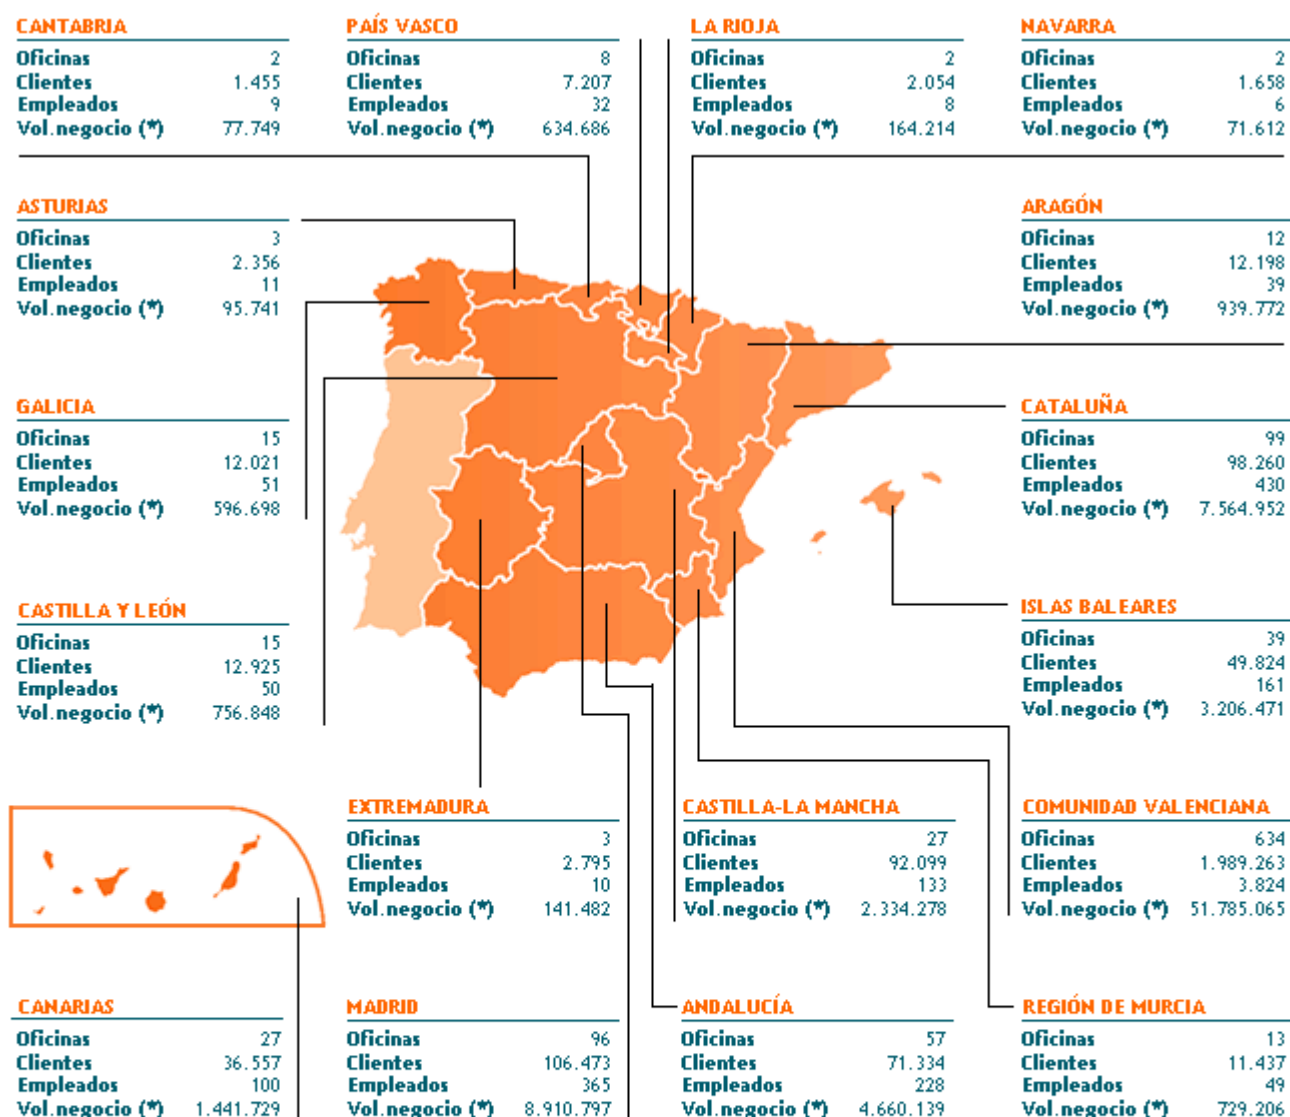 CANTABRIA
Oficinas 2
Clientes 1.455
Empleados 9
Vol.negocio (*) 77.749
PAÍS VASCO
Oficinas 8
Clientes 7.207
Empleados 32
Vol.negocio (*) 634.686
LA RIOJA
Oficinas 2
Clientes 2.054
Empleados 8
Vol.negocio (*) 164.214
NAVARRA
Oficinas 2
Clientes 1.658
Empleados 6
Vol.negocio (*) 71.612
ASTURIAS
Oficinas 3
Clientes 2.356
Empleados 11
Vol.negocio (*) 95.741
ARAGÓN
Oficinas 12
Clientes 12.198
Empleados 39
Vol.negocio (*) 939.772
GALICIA
Oficinas 15
Clientes 12.021
Empleados 51
Vol.negocio (*) 596.698
CATALUÑA
Oficinas 99
Clientes 98.260
Empleados 430
Vol.negocio (*) 7.564.952
CASTILLA Y LEÓN
Oficinas 15
Clientes 12.925
Empleados 50
Vol.negocio (*) 756.848
ISLAS BALEARES
Oficinas 39
Clientes 49.824
Empleados 161
Vol.negocio (*) 3.206.471
EXTREMADURA
Oficinas 3
Clientes 2.795
Empleados 10
Vol.negocio (*) 141.482
CASTILLA-LA MANCHA
Oficinas 27
Clientes 92.099
Empleados 133
Vol.negocio (*) 2.334.278
COMUNIDAD VALENCIANA
Oficinas 634
Clientes 1.989.263
Empleados 3.824
Vol.negocio (*) 51.785.065
CANARIAS
Oficinas 27
Clientes 36.557
Empleados 100
Vol.negocio (*) 1.441.729
MADRID
Oficinas 96
Clientes 106.473
Empleados 365
Vol.negocio (*) 8.910.797
ANDALUCÍA
Oficinas 57
Clientes 71.334
Empleados 228
Vol.negocio (*) 4.660.139
REGIÓN DE MURCIA
Oficinas 13
Clientes 11.437
Empleados 49
Vol.negocio (*) 729.206